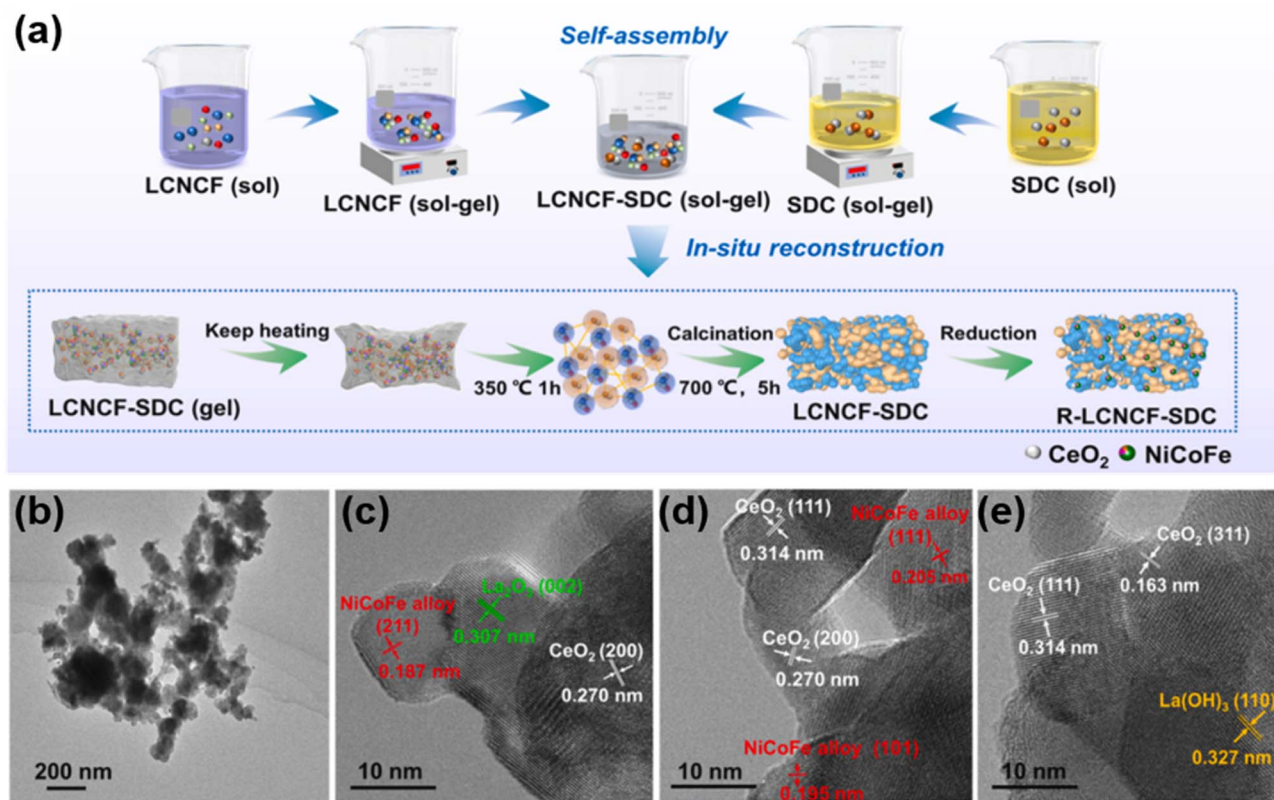 (a)
Self-assembly
LCNCF (sol)
LCNCF (sol-gel)
LCNCF-SDC (sol-gel)
SDC (sol-gel)
SDC (sol)
In-situ reconstruction
Keep heating
350 ℃ 1h
Calcination
700 ℃, 5h
Reduction
LCNCF-SDC (gel)
LCNCF-SDC
R-LCNCF-SDC
CeO₂
NiCoFe
(b)
200 nm
(c)
NiCoFe alloy
(211)
0.187 nm
La₂O₃ (002)
0.307 nm
CeO₂ (200)
0.270 nm
10 nm
(d)
CeO₂ (111)
0.314 nm
NiCoFe alloy
(111)
0.205 nm
CeO₂ (200)
0.270 nm
NiCoFe alloy (101)
0.195 nm
10 nm
(e)
CeO₂ (311)
0.163 nm
CeO₂ (111)
0.314 nm
La(OH)₃ (110)
0.327 nm
10 nm